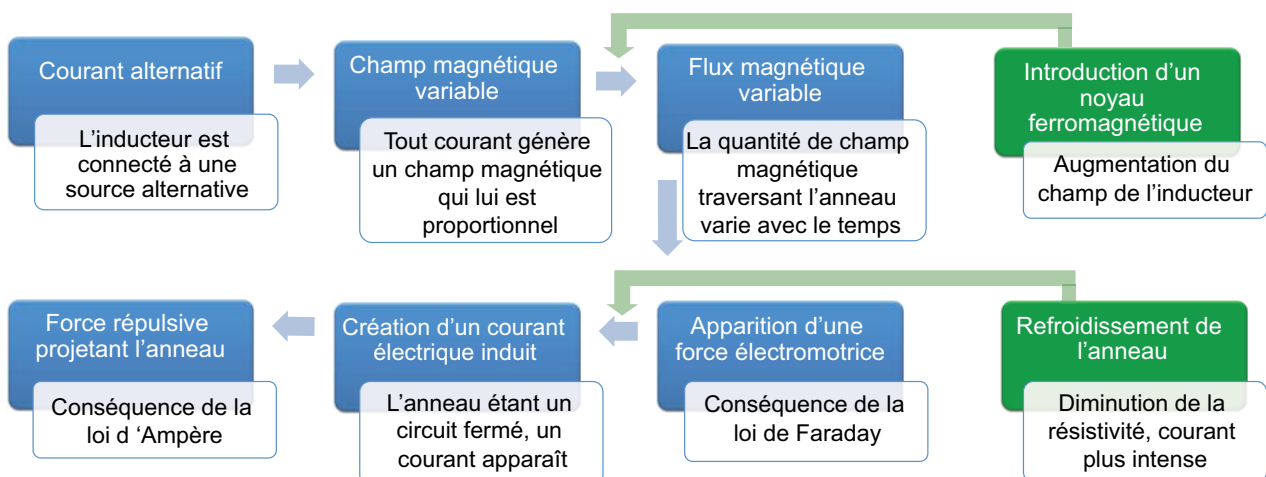 Courant alternatif
L'inducteur est
connecté à une
source alternative
Champ magnétique
variable
Tout courant génère
un champ magnétique
qui lui est
proportionnel
Flux magnétique
variable
La quantité de champ
magnétique
traversant l'anneau
varie avec le temps
Introduction d'un
noyau
ferromagnétique
Augmentation du
champ de l'inducteur
Force répulsive
projetant l'anneau
Conséquence de la
loi d 'Ampère
Création d'un courant
électrique induit
L'anneau étant un
circuit fermé, un
courant apparaît
Apparition d'une
force électromotrice
Conséquence de la
loi de Faraday
Refroidissement de
l'anneau
Diminution de la
résistivité, courant
plus intense